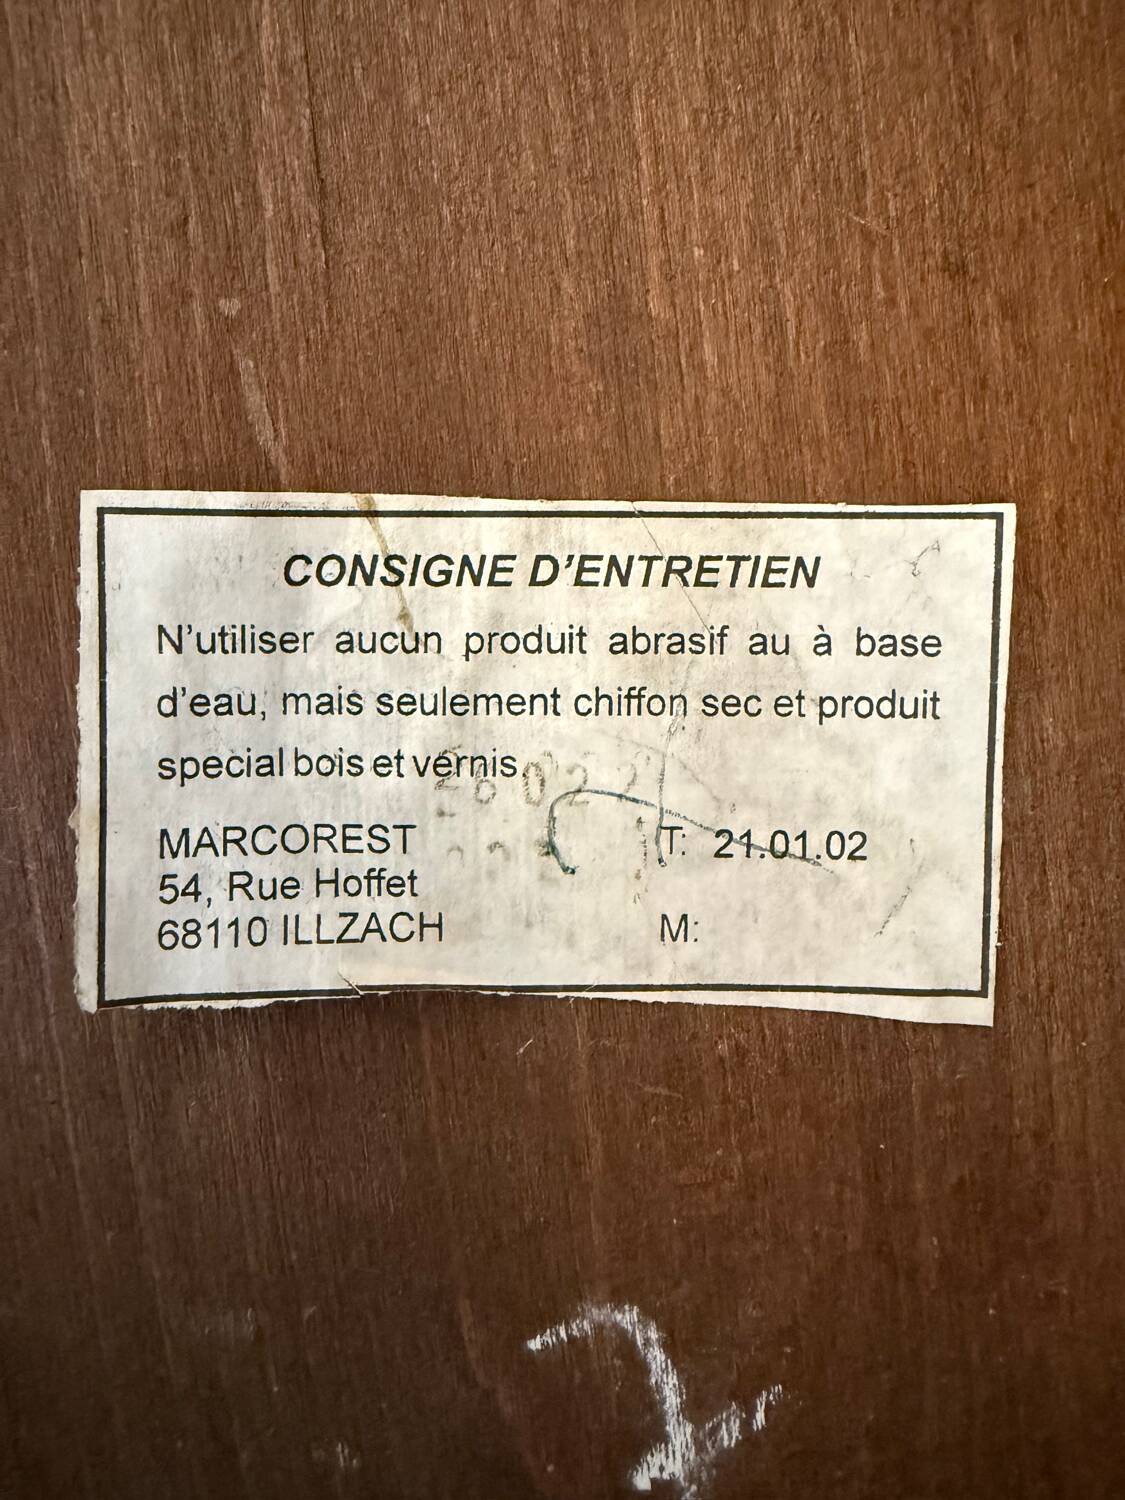 CONSIGNE D'ENTRETIEN
N'utiliser aucun produit abrasif au à base
d'eau, mais seulement chiffon sec et produit
special bois et vernis.
MARCOREST T: 21.01.02
54, Rue Hoffet
68110 ILLZACH M: